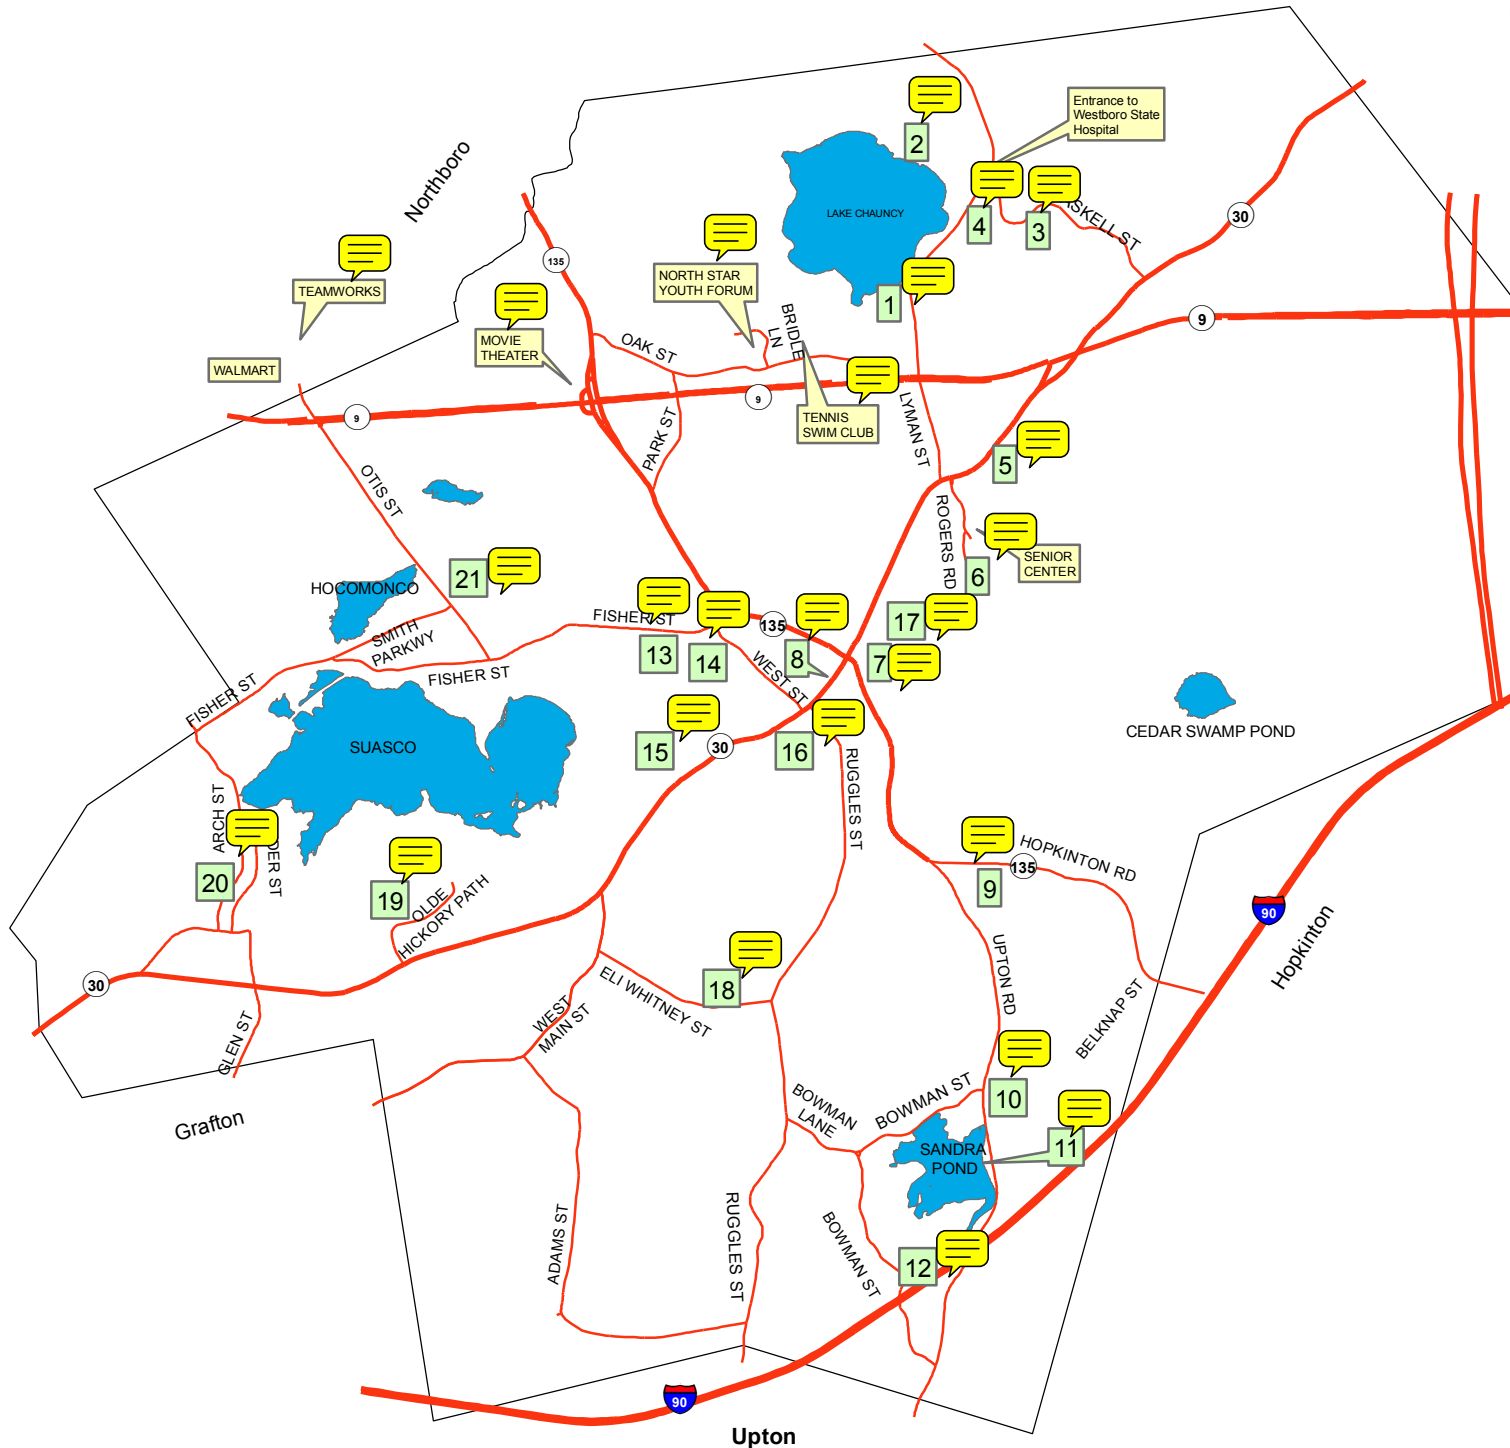 Entrance to
Westboro State
Hospital
2
Northboro
LAKE CHAUNCY
4
3
SKELL ST
30
135
TEAMWORKS
NORTH STAR
YOUTH FORUM
1
MOVIE
THEATER
OAK ST
BRIDLE
LN
9
WALMART
9
9
TENNIS
SWIM CLUB
PARK ST
LYMAN ST
5
OTIS ST
ROGERS RD
SENIOR
CENTER
6
21
HOCOMONCO
SMITH
PARKWY
FISHER ST
13
14
135
8
17
7
WEST ST
FISHER ST
FISHER ST
SUASCO
15
30
16
CEDAR SWAMP POND
RUGGLES ST
ARCH ST
DER ST
20
19
OLDE
HICKORY PATH
HOPKINTON RD
135
9
90
Hopkinton
18
ELI WHITNEY ST
UPTON RD
30
WEST
MAIN ST
GLEN ST
BELKNAP ST
Grafton
BOWMAN
LANE
BOWMAN ST
10
11
SANDRA
POND
ADAMS ST
RUGGLES ST
BOWMAN ST
12
90
Upton